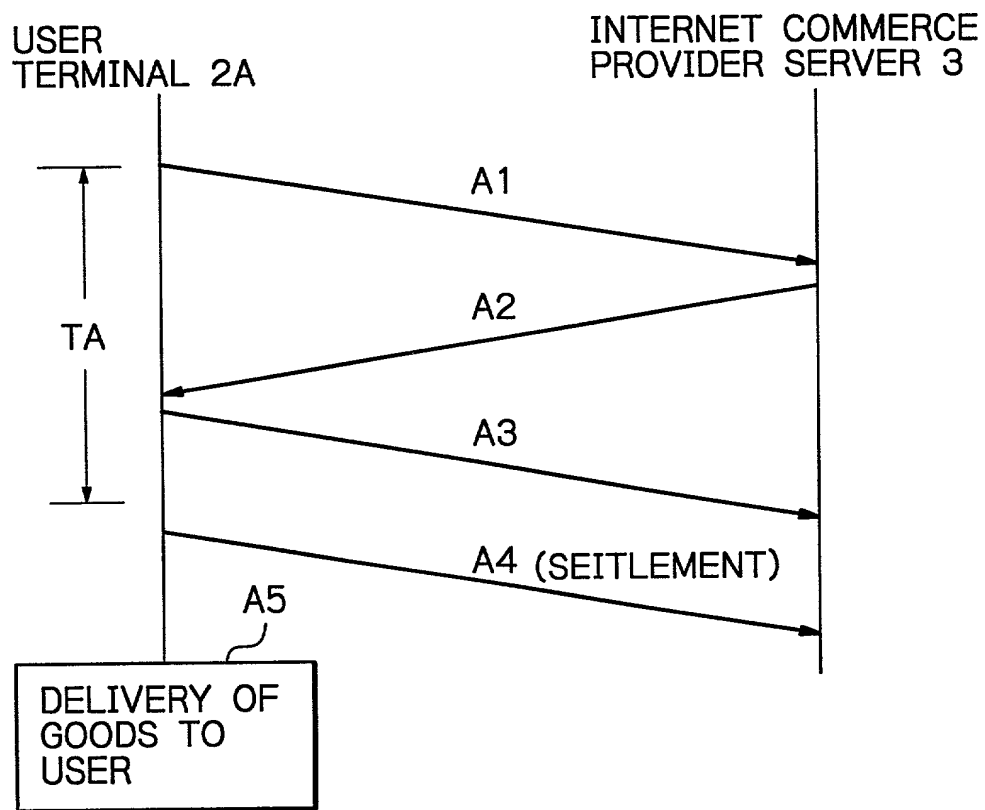 USER
TERMINAL 2A
INTERNET COMMERCE
PROVIDER SERVER 3
A1
A2
TA
A3
A4 (SEITLEMENT)
A5
DELIVERY OF
GOODS TO
USER